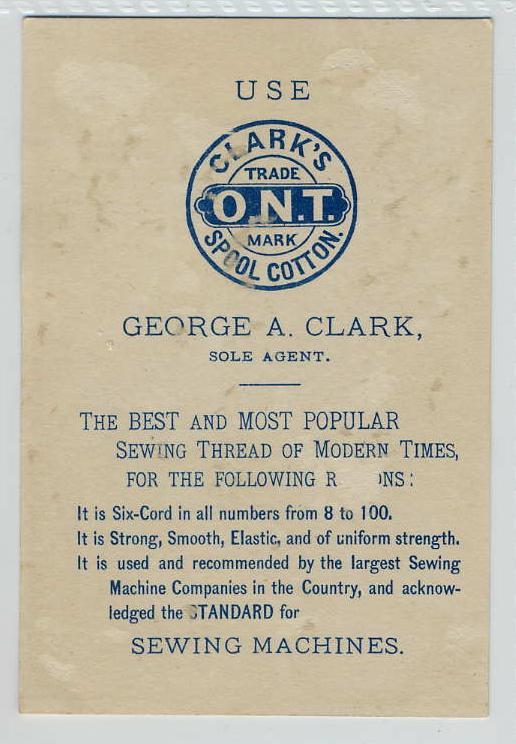 USE
CLARK'S
TRADE
O.N.T.
MARK
SPOOL COTTON.
GEORGE A. CLARK,
SOLE AGENT.
THE BEST AND MOST POPULAR
SEWING THREAD OF MODERN TIMES,
FOR THE FOLLOWING
It is Six-Cord in all numbers from 8 to 100.
It is Strong, Smooth, Elastic, and of uniform strength.
It is used and recommended by the largest Sewing
Machine Companies in the Country, and acknow-
ledged the STANDARD for
SEWING MACHINES.